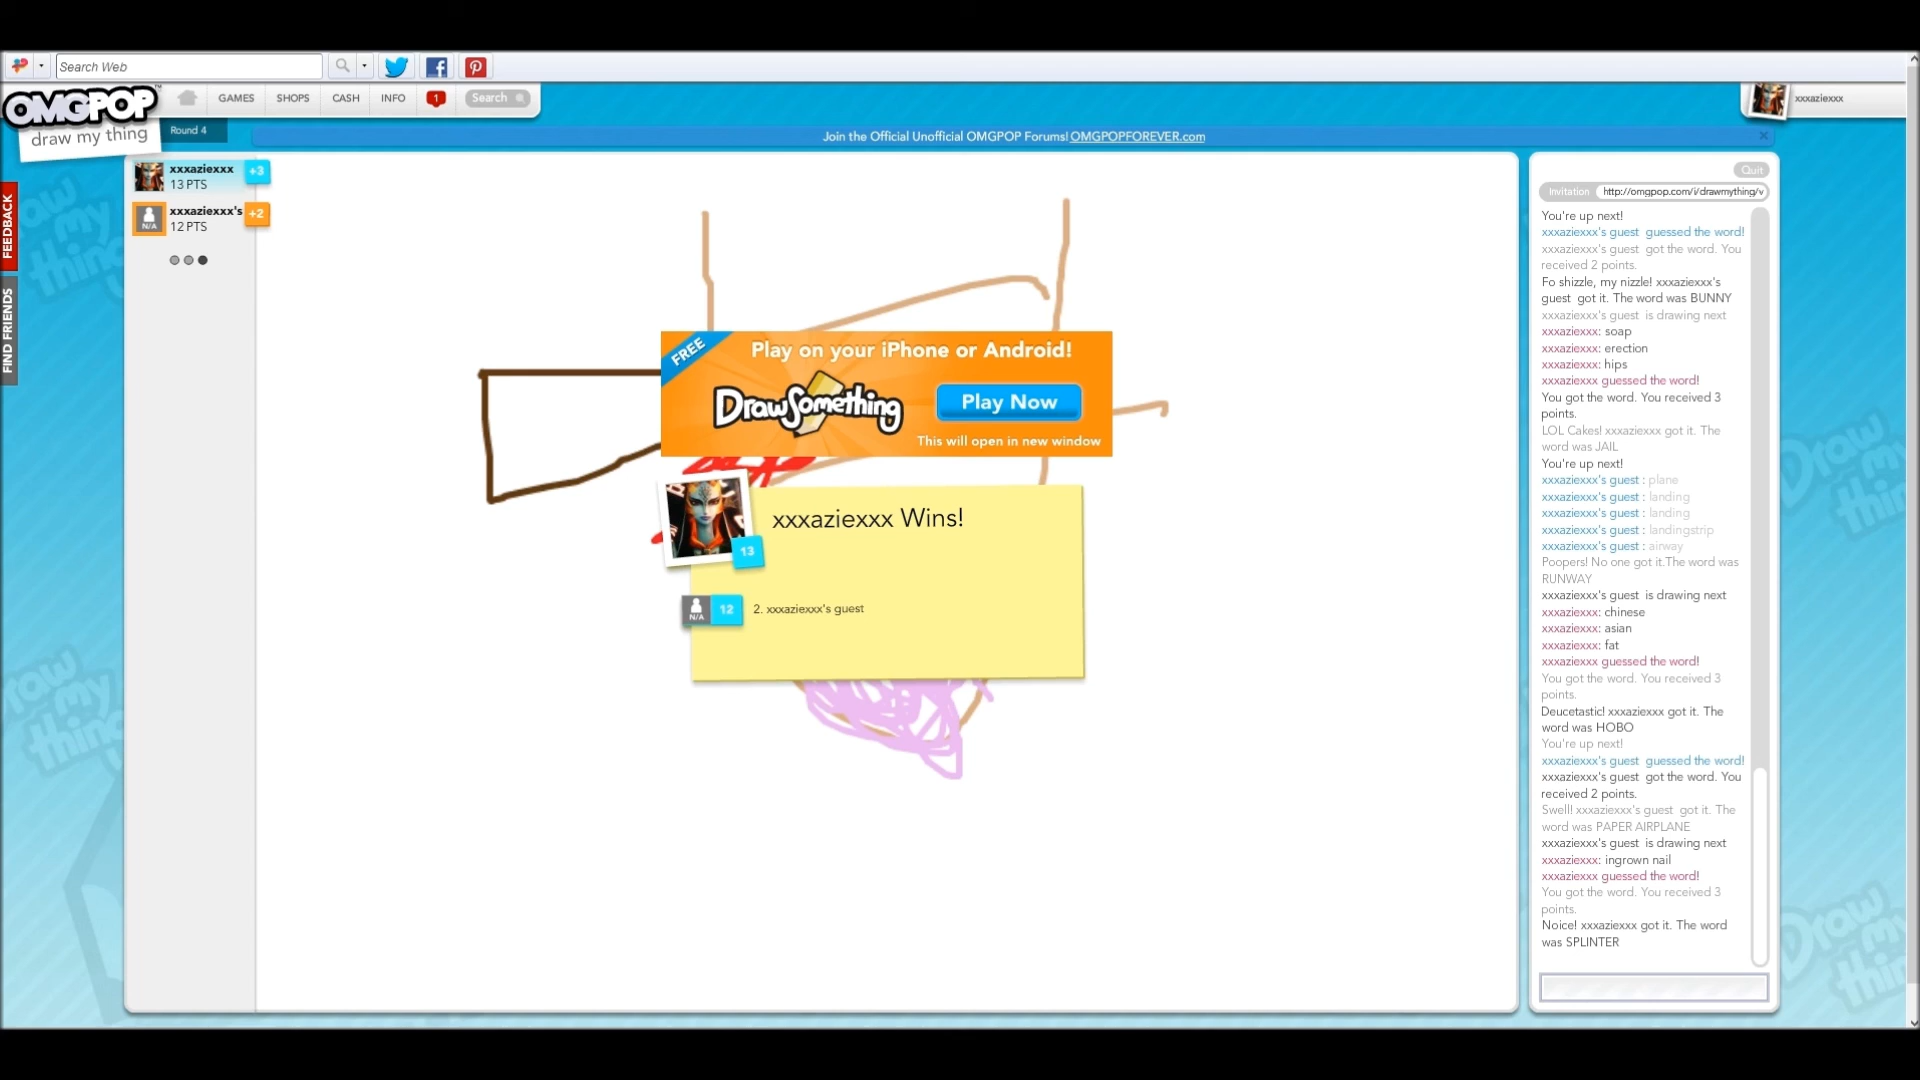 Search Web
OMGPOP
draw my thing
GAMES
SHOPS
CASH
INFO
1
Search
xxxaziexxx
Round 4
Join the Official Unofficial OMGPOP Forums! OMGPOPFOREVER.com
FEEDBACK
FIND FRIENDS
xxxaziexxx
13 PTS
+3
xxxaziexxx's
12 PTS
+2
N/A
FREE
Play on your iPhone or Android!
DrawSomething
Play Now
This will open in new window
xxxaziexxx Wins!
13
N/A
12
2. xxxaziexxx's guest
Quit
Invitation
http://omgpop.com/i/drawmything/v
You're up next!
xxxaziexxx's guest guessed the word!
xxxaziexxx's guest got the word. You
received 2 points.
Fo shizzle, my nizzle! xxxaziexxx's
guest got it. The word was BUNNY
xxxaziexxx's guest is drawing next
xxxaziexxx: soap
xxxaziexxx: erection
xxxaziexxx: hips
xxxaziexxx guessed the word!
You got the word. You received 3
points.
LOL Cakes! xxxaziexxx got it. The
word was JAIL
You're up next!
xxxaziexxx's guest : plane
xxxaziexxx's guest : landing
xxxaziexxx's guest : landing
xxxaziexxx's guest : landingstrip
xxxaziexxx's guest : airway
Poopers! No one got it.The word was
RUNWAY
xxxaziexxx's guest is drawing next
xxxaziexxx: chinese
xxxaziexxx: asian
xxxaziexxx: fat
xxxaziexxx guessed the word!
You got the word. You received 3
points.
Deucetastic! xxxaziexxx got it. The
word was HOBO
You're up next!
xxxaziexxx's guest guessed the word!
xxxaziexxx's guest got the word. You
received 2 points.
Swell! xxxaziexxx's guest got it. The
word was PAPER AIRPLANE
xxxaziexxx's guest is drawing next
xxxaziexxx: ingrown nail
xxxaziexxx guessed the word!
You got the word. You received 3
points.
Noice! xxxaziexxx got it. The word
was SPLINTER